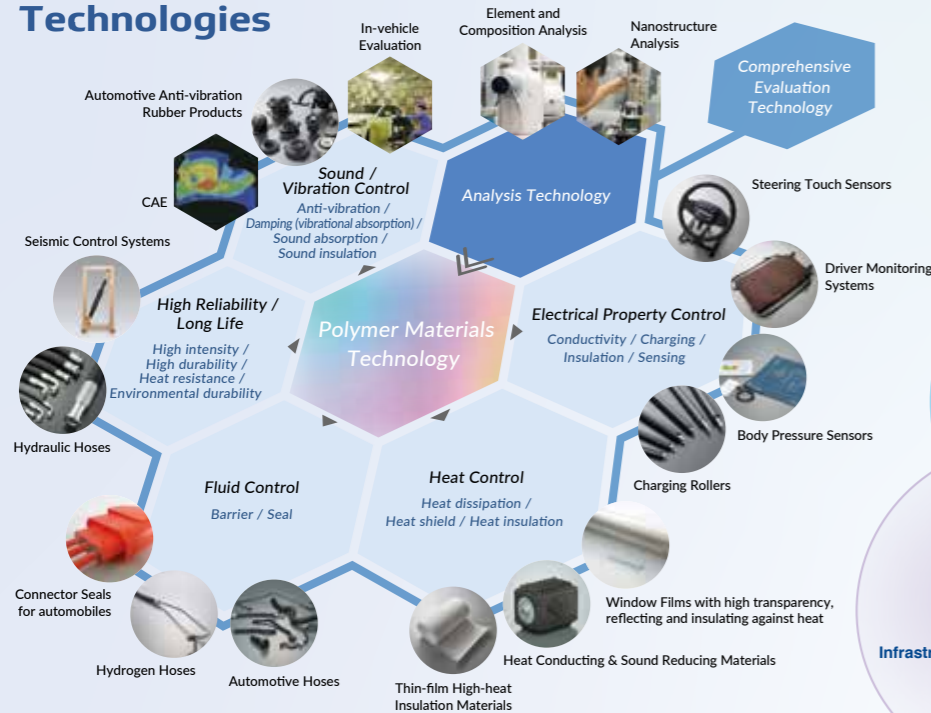 Technologies
In-vehicle
Evaluation
Element and
Composition Analysis
Nanostructure
Analysis
Comprehensive
Evaluation
Technology
Automotive Anti-vibration
Rubber Products
CAE
Sound /
Vibration Control
Anti-vibration /
Damping (vibrational absorption) /
Sound absorption /
Sound insulation
Analysis Technology
Steering Touch Sensors
Seismic Control Systems
Driver Monitoring
Systems
High Reliability /
Long Life
High intensity /
High durability /
Heat resistance /
Environmental durability
Polymer Materials
Technology
Electrical Property Control
Conductivity / Charging /
Insulation / Sensing
Hydraulic Hoses
Body Pressure Sensors
Charging Rollers
Fluid Control
Barrier / Seal
Heat Control
Heat dissipation /
Heat shield / Heat insulation
Connector Seals
for automobiles
Window Films with high transparency,
reflecting and insulating against heat
Hydrogen Hoses
Automotive Hoses
Heat Conducting & Sound Reducing Materials
Thin-film High-heat
Insulation Materials